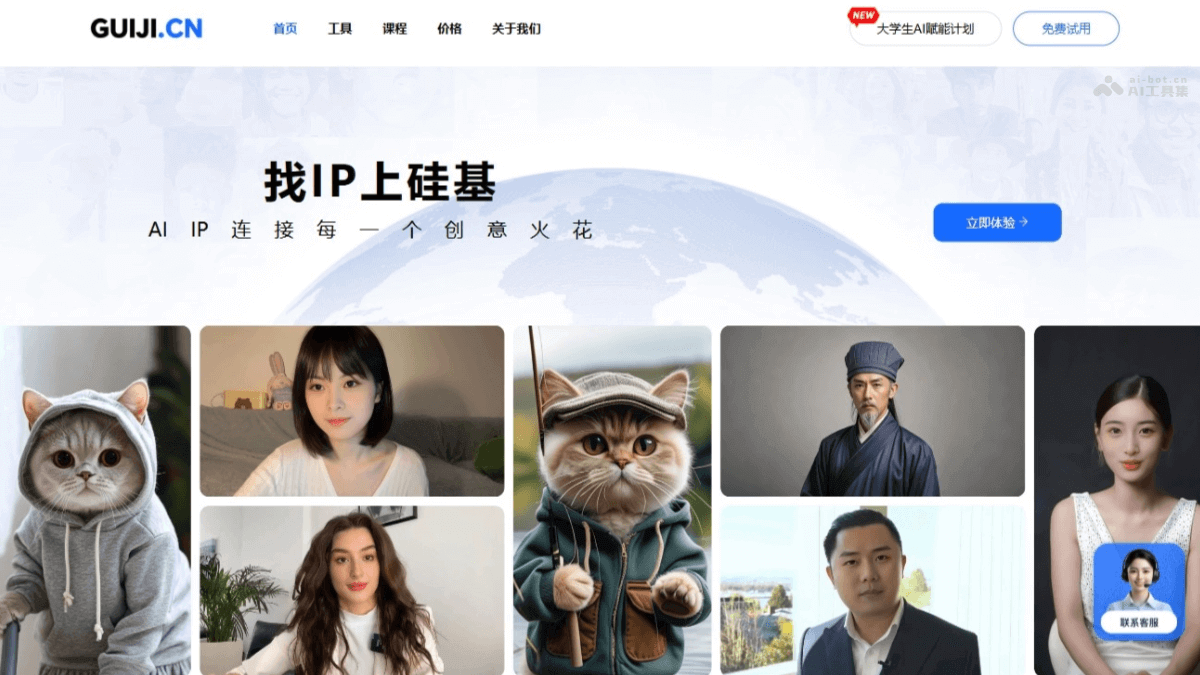 GUIJI.CN
首页 工具 课程 价格 关于我们
NEW
大学生AI赋能计划
免费试用
ai-bot.cn
AI工具集
找IP上硅基
AI IP 连接每一个创意火花
立即体验→
联系客服